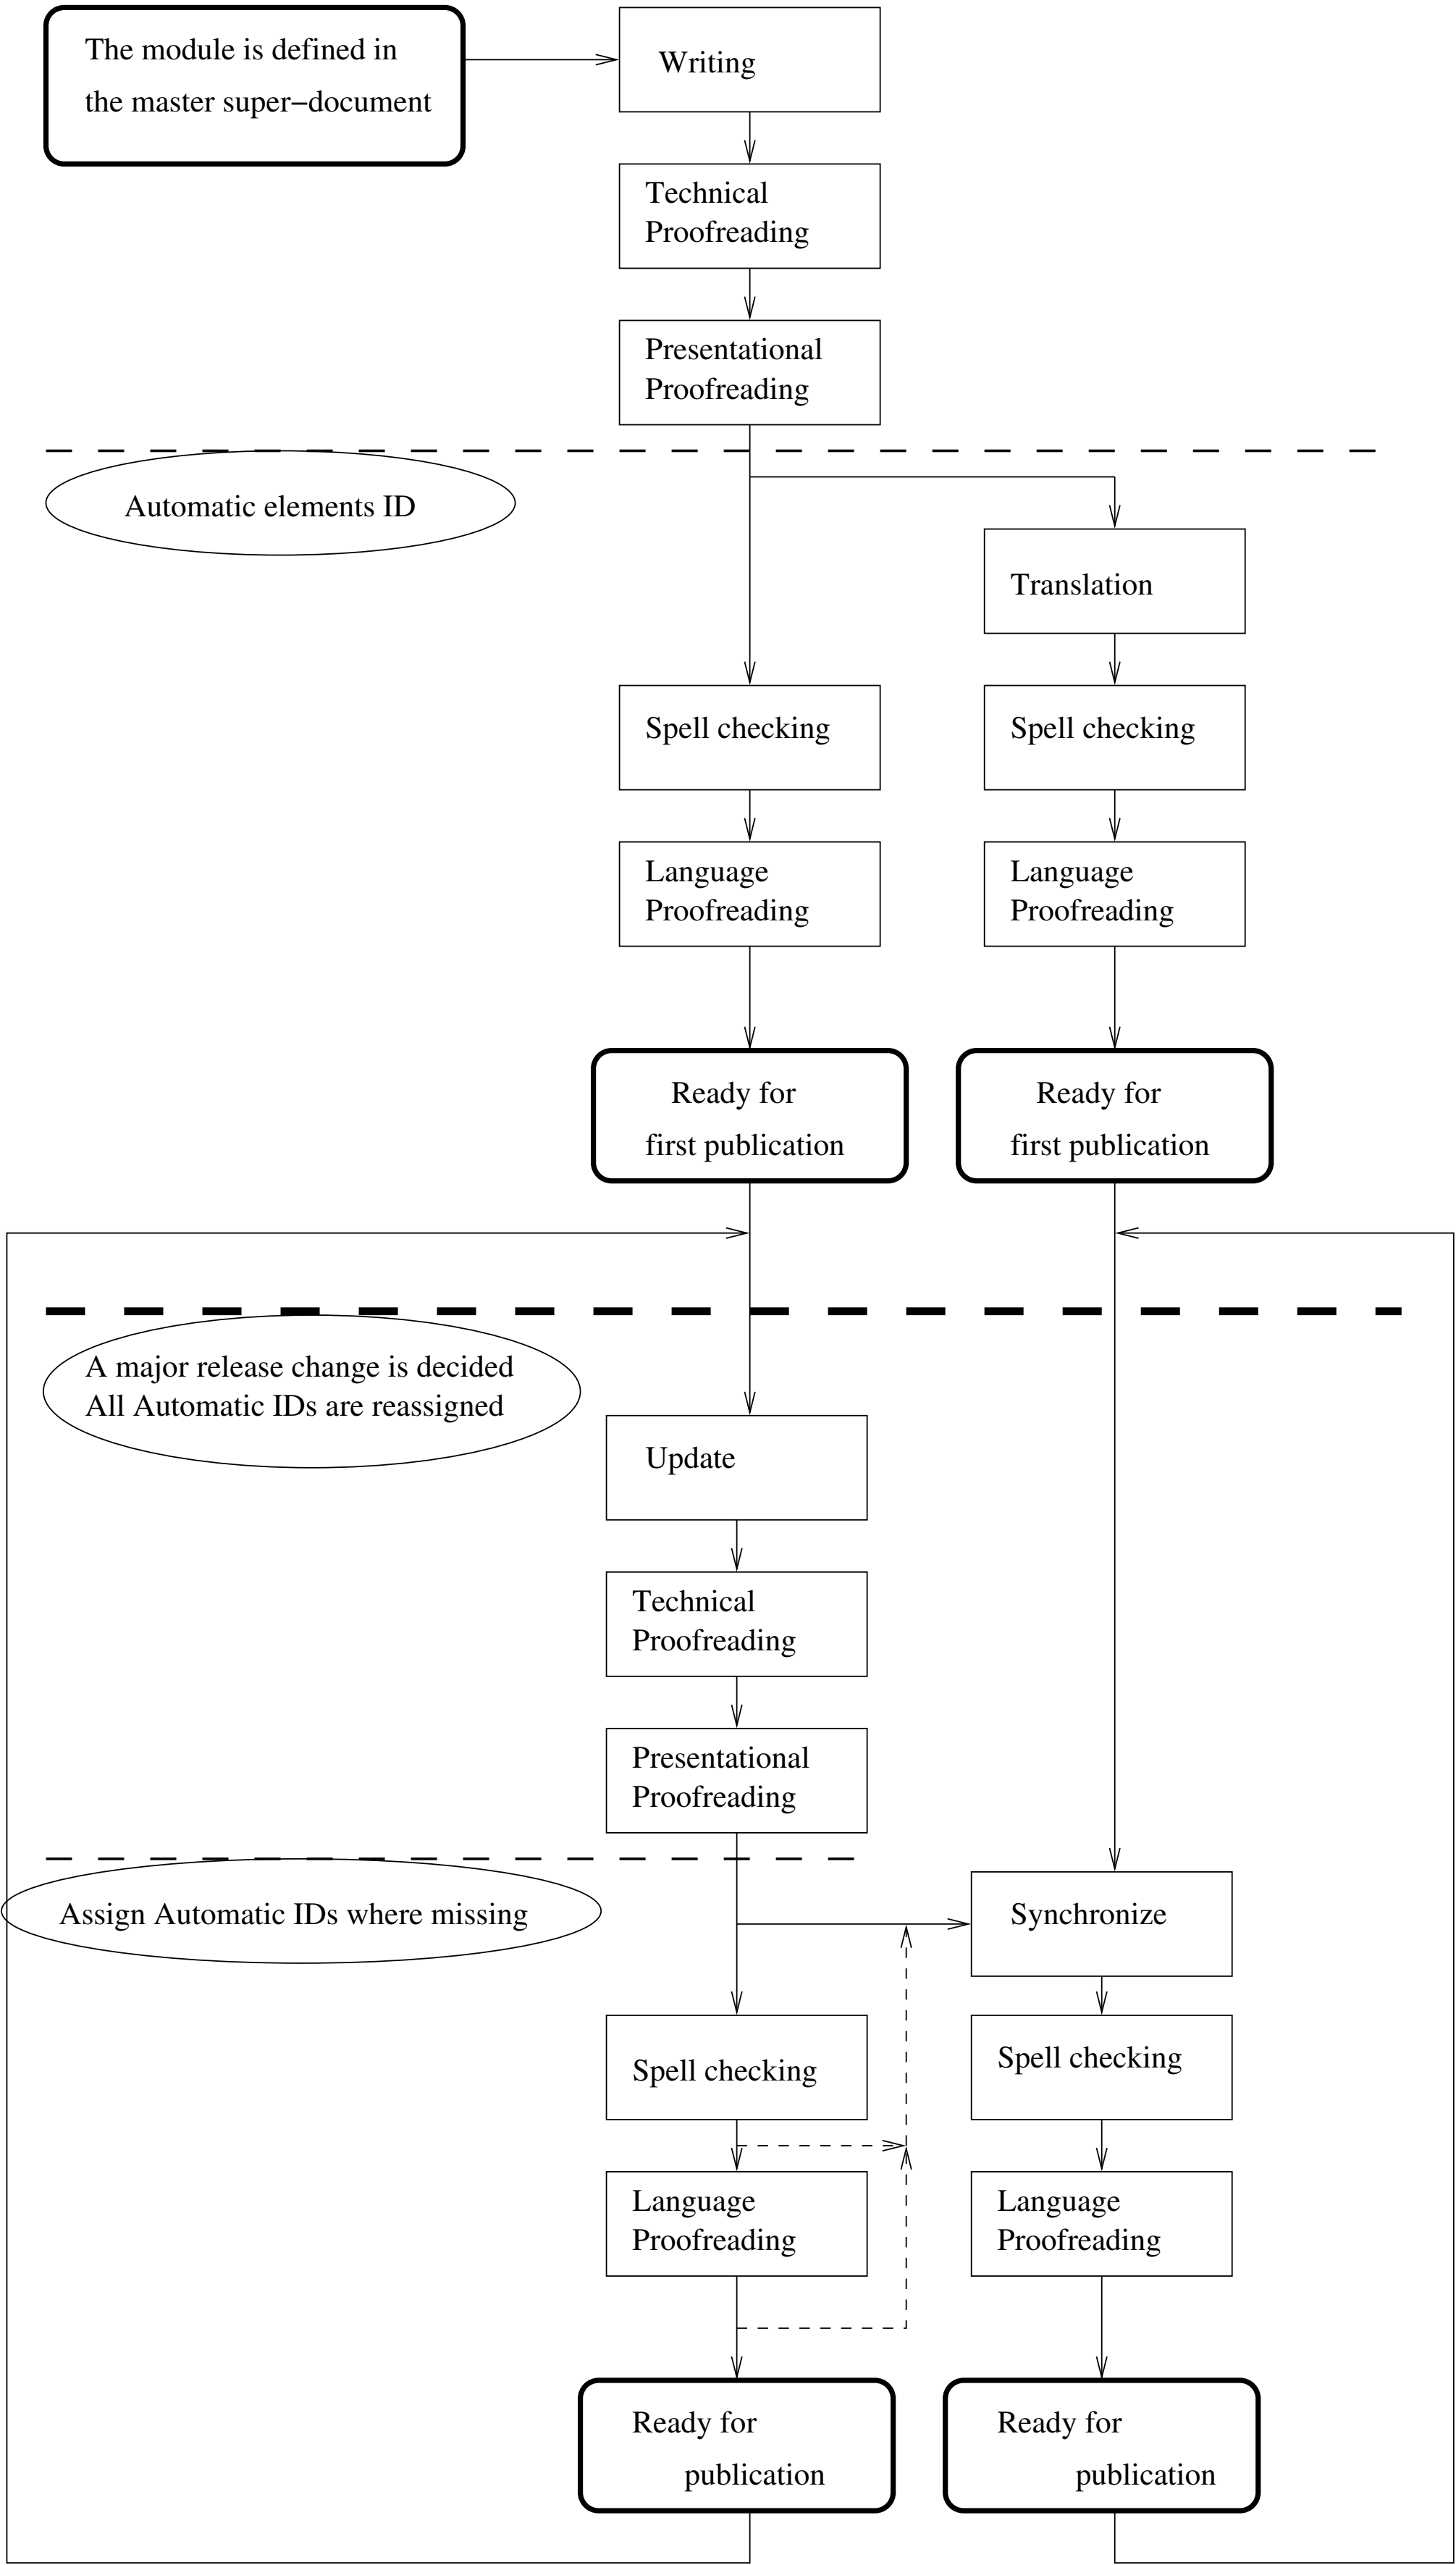 The module is defined in
the master super–document
Writing
Technical
Proofreading
Presentational
Proofreading
Automatic elements ID
Translation
Spell checking
Spell checking
Language
Proofreading
Language
Proofreading
Ready for
first publication
Ready for
first publication
A major release change is decided
All Automatic IDs are reassigned
Update
Technical
Proofreading
Presentational
Proofreading
Assign Automatic IDs where missing
Synchronize
Spell checking
Spell checking
Language
Proofreading
Language
Proofreading
Ready for
publication
Ready for
publication